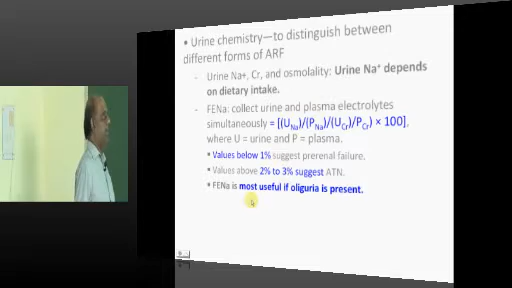 • Urine chemistry—to distinguish between
different forms of ARF
- Urine Na+, Cr, and osmolality: Urine Na⁺ depends
on dietary intake.
- FENa: collect urine and plasma electrolytes
simultaneously = [(U_Na)/(P_Na)/(U_Cr)/P_Cr) × 100],
where U = urine and P = plasma.
▪ Values below 1% suggest prerenal failure.
▪ Values above 2% to 3% suggest ATN.
▪ FENa is most useful if oliguria is present.